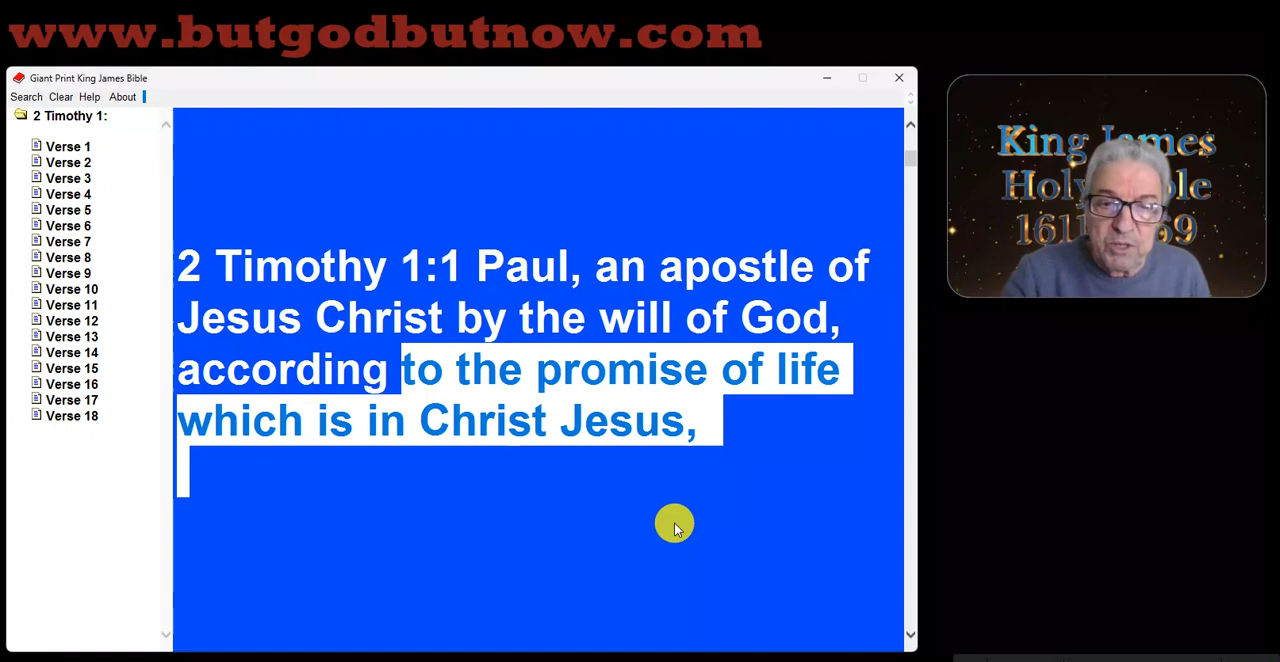 www.butgodbutnow.com
Giant Print King James Bible
Search Clear Help About
2 Timothy 1:
Verse 1
Verse 2
Verse 3
Verse 4
Verse 5
Verse 6
Verse 7
Verse 8
Verse 9
Verse 10
Verse 11
Verse 12
Verse 13
Verse 14
Verse 15
Verse 16
Verse 17
Verse 18
2 Timothy 1:1 Paul, an apostle of
Jesus Christ by the will of God,
according to the promise of life
which is in Christ Jesus,
King James
Holy
1611